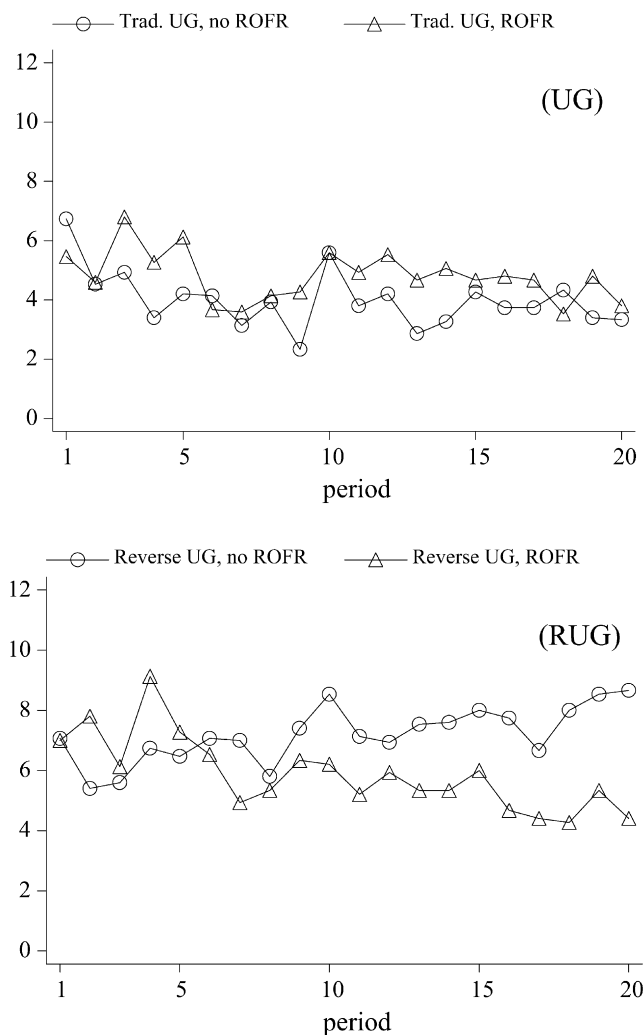 Trad. UG, no ROFR Trad. UG, ROFR
(UG)
12
10
8
6
4
2
0
1 5 10 15 20
period
Reverse UG, no ROFR Reverse UG, ROFR
(RUG)
12
10
8
6
4
2
0
1 5 10 15 20
period